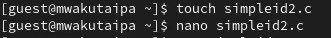 [guest@mwakutaipa ~]$ touch simpleid2.c
[guest@mwakutaipa ~]$ nano simpleid2.c